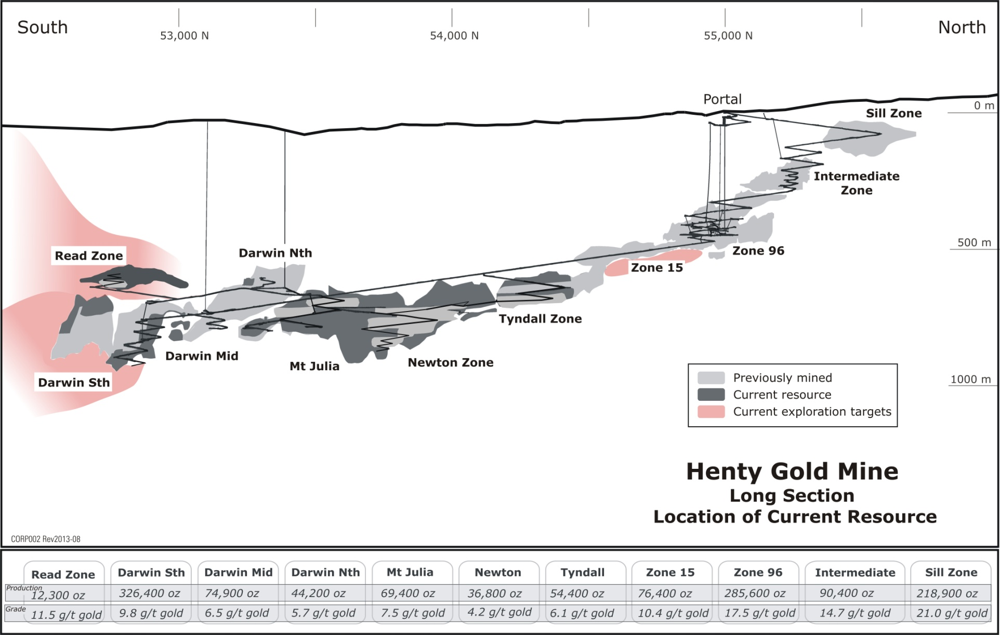 South
North
53,000 N
54,000 N
55,000 N
Portal
0 m
Sill Zone
Intermediate
Zone
500 m
Zone 96
Zone 15
Read Zone
Darwin Nth
Tyndall Zone
Darwin Mid
Mt Julia
Newton Zone
Darwin Sth
1000 m
Previously mined
Current resource
Current exploration targets
Henty Gold Mine
Long Section
Location of Current Resource
CORP002 Rev2013-08
Read Zone Darwin Sth Darwin Mid Darwin Nth Mt Julia Newton Tyndall Zone 15 Zone 96 Intermediate Sill Zone
Production 12,300 oz 326,400 oz 74,900 oz 44,200 oz 69,400 oz 36,800 oz 54,400 oz 76,400 oz 285,600 oz 90,400 oz 218,900 oz
Grade 11.5 g/t gold 9.8 g/t gold 6.5 g/t gold 5.7 g/t gold 7.5 g/t gold 4.2 g/t gold 6.1 g/t gold 10.4 g/t gold 17.5 g/t gold 14.7 g/t gold 21.0 g/t gold